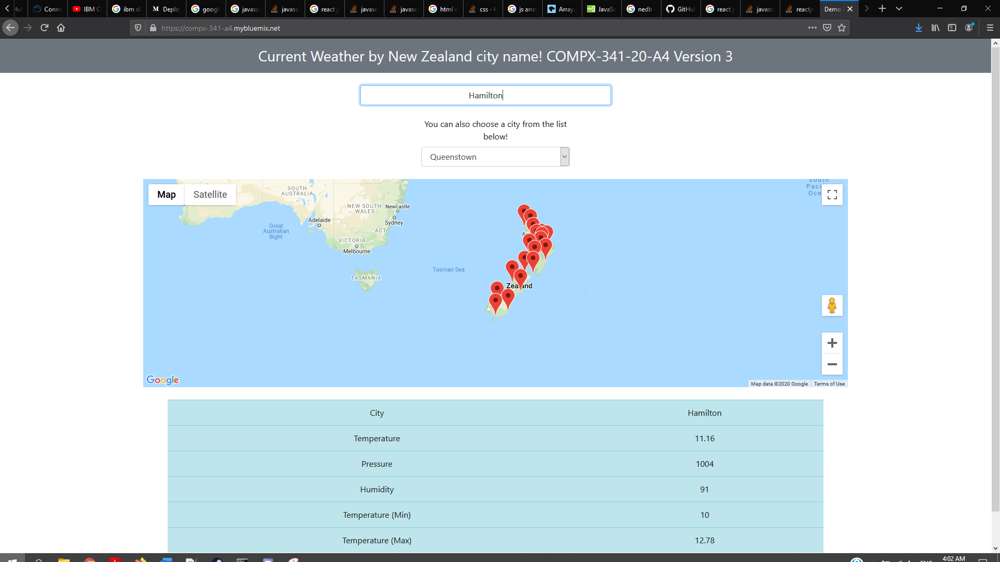 Conne
IBM C
ibm d
Deplo
google
javasc
javasc
react j
javasc
javasc
html c
css - H
js array
Array.
JavaSc
nedb
GitHu
react j
javasc
reactjs
Demo
https://compx-341-a4.mybluemix.net
Current Weather by New Zealand city name! COMPX-341-20-A4 Version 3
Hamilton
You can also choose a city from the list
below!
Queenstown
Map
Satellite
SOUTH
AUSTRALIA
NEW SOUTH
WALES
Newcastle
Adelaide
Sydney
ACT
Great
Australian
Bight
VICTORIA
Melbourne
Tasman Sea
TASMANIA
Zealand
South
Paci
Oce
Google
Map data ©2020 Google
Terms of Use
City Hamilton
Temperature 11.16
Pressure 1004
Humidity 91
Temperature (Min) 10
Temperature (Max) 12.78
4:02 AM